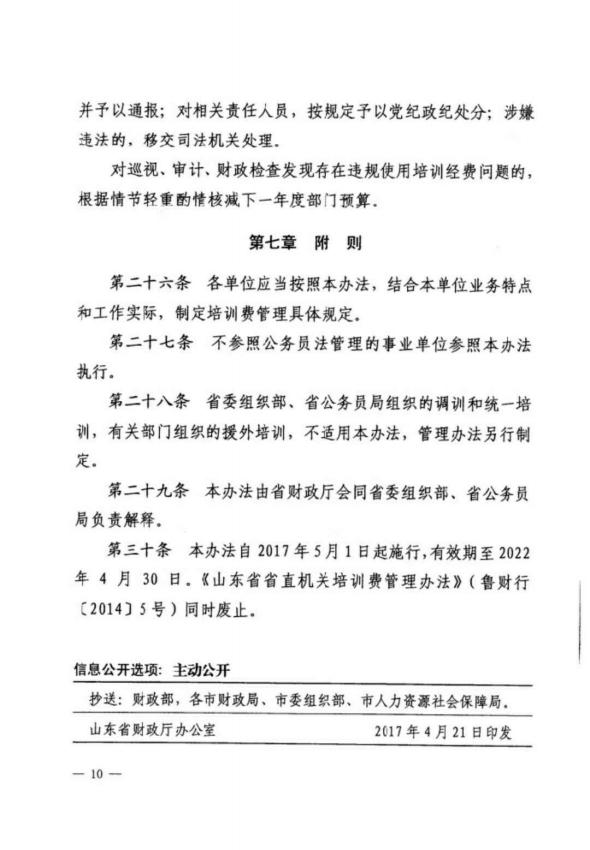 并予以通报；对相关责任人员，按规定予以党纪政纪处分；涉嫌
违法的，移交司法机关处理。
对巡视、审计、财政检查发现存在违规使用培训经费问题的，
根据情节轻重酌情核减下一年度部门预算。
第七章 附 则
第二十六条 各单位应当按照本办法，结合本单位业务特点
和工作实际，制定培训费管理具体规定。
第二十七条 不参照公务员法管理的事业单位参照本办法
执行。
第二十八条 省委组织部、省公务员局组织的调训和统一培
训，有关部门组织的援外培训，不适用本办法，管理办法另行制
定。
第二十九条 本办法由省财政厅会同省委组织部、省公务员
局负责解释。
第三十条 本办法自2017年5月1日起施行，有效期至2022
年4月30日。《山东省省直机关培训费管理办法》（鲁财行
〔2014〕5号）同时废止。
信息公开选项：主动公开
抄送：财政部，各市财政局、市委组织部、市人力资源社会保障局。
山东省财政厅办公室 2017年4月21日印发
— 10 —